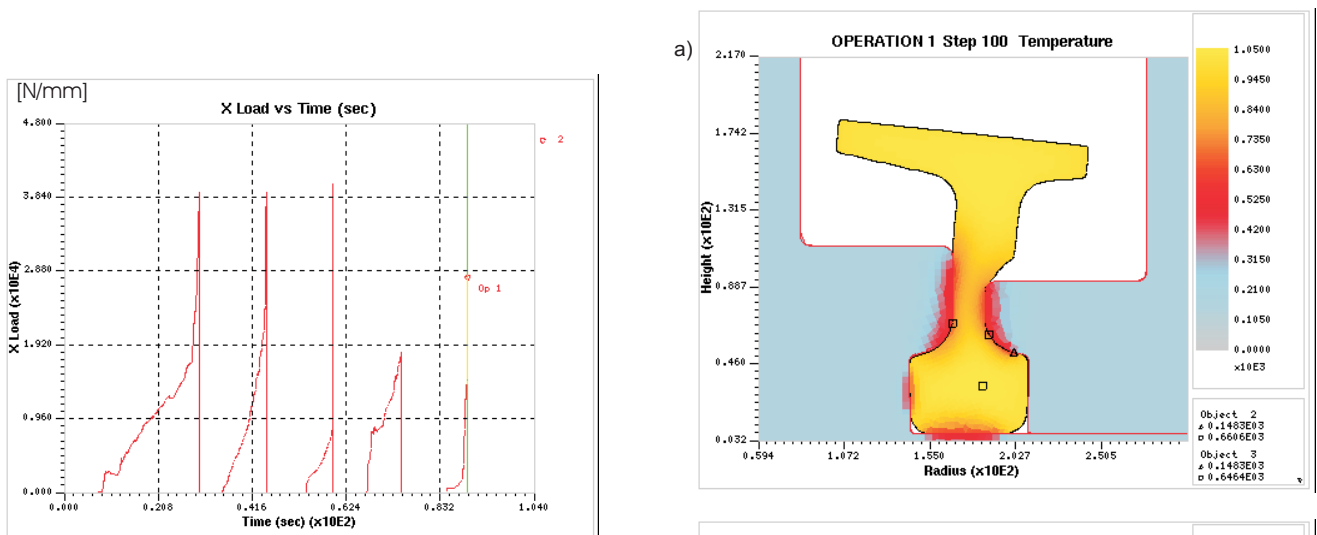 [N/mm]
X Load vs Time (sec)
4.800
3.840
2.880
1.920
0.960
0.000
X Load (x10E4)
2
Op 1
0.000 0.208 0.416 0.624 0.832 1.040
Time (sec) (x10E2)
a)
OPERATION 1 Step 100 Temperature
2.170
1.742
1.315
0.887
0.460
0.032
Height (x10E2)
0.594 1.072 1.550 2.027 2.505
Radius (x10E2)
1.0500
0.9450
0.8400
0.7350
0.6300
0.5250
0.4200
0.3150
0.2100
0.1050
0.0000
x10E3
Object 2
0.1483E03
0.6606E03
Object 3
0.1483E03
0.6464E03